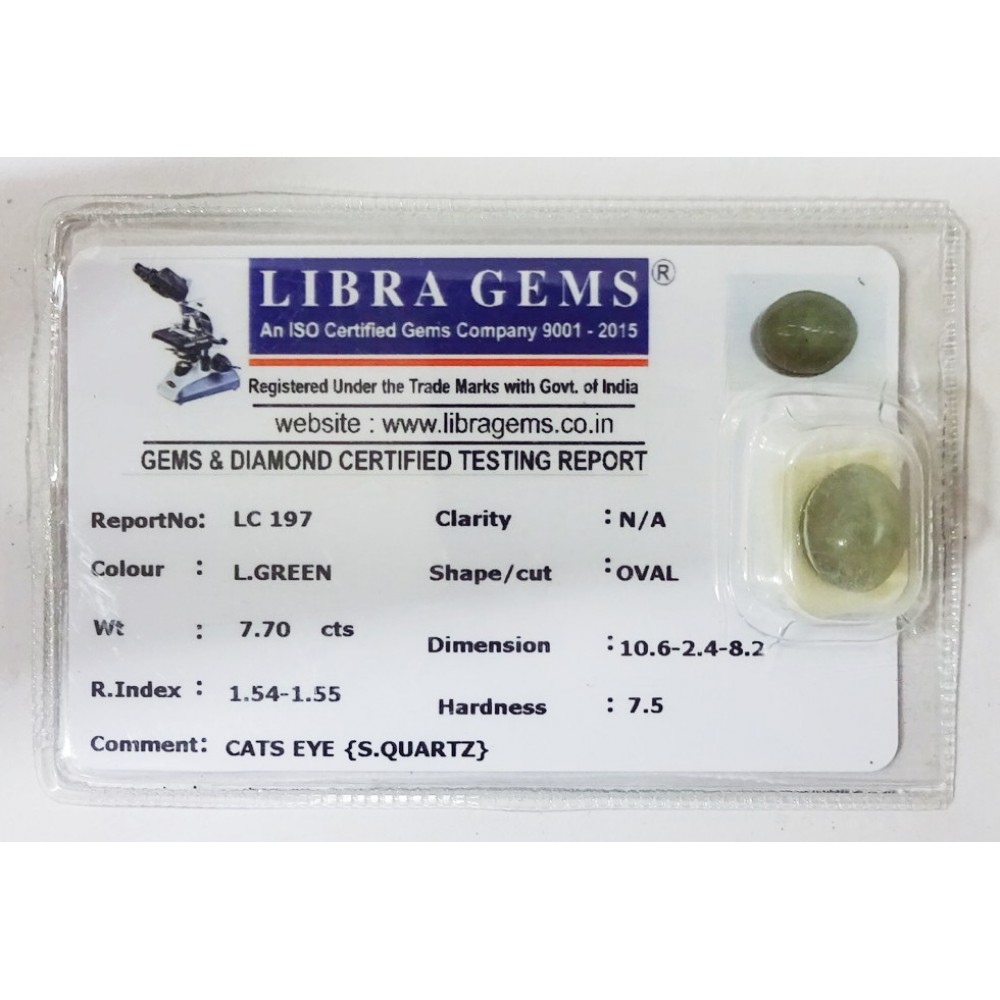 LIBRA GEMS ®
An ISO Certified Gems Company 9001 - 2015
Registered Under the Trade Marks with Govt. of India
website : www.libragems.co.in
GEMS & DIAMOND CERTIFIED TESTING REPORT
ReportNo: LC 197 Clarity : N/A
Colour : L.GREEN Shape/cut : OVAL
Wt : 7.70 cts Dimension : 10.6-2.4-8.2
R.Index : 1.54-1.55 Hardness : 7.5
Comment: CATS EYE {S.QUARTZ}